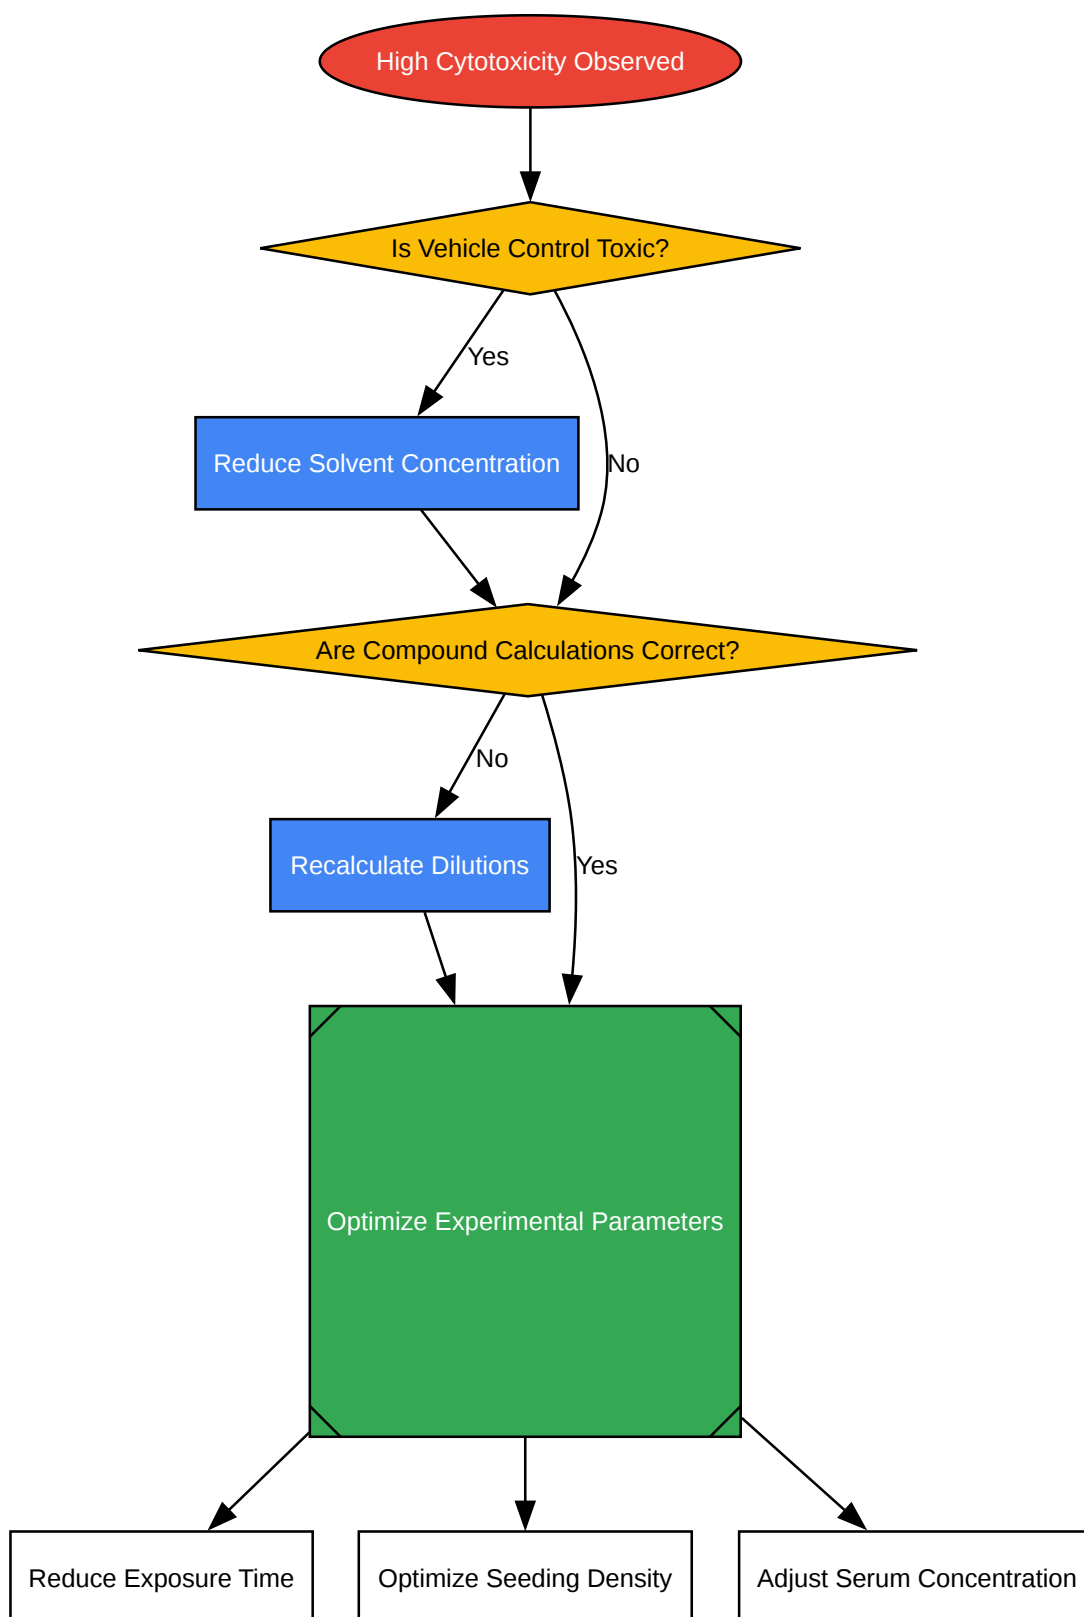 High Cytotoxicity Observed
Is Vehicle Control Toxic?
Yes
Reduce Solvent Concentration
No
Are Compound Calculations Correct?
No
Recalculate Dilutions
Yes
Optimize Experimental Parameters
Reduce Exposure Time
Optimize Seeding Density
Adjust Serum Concentration